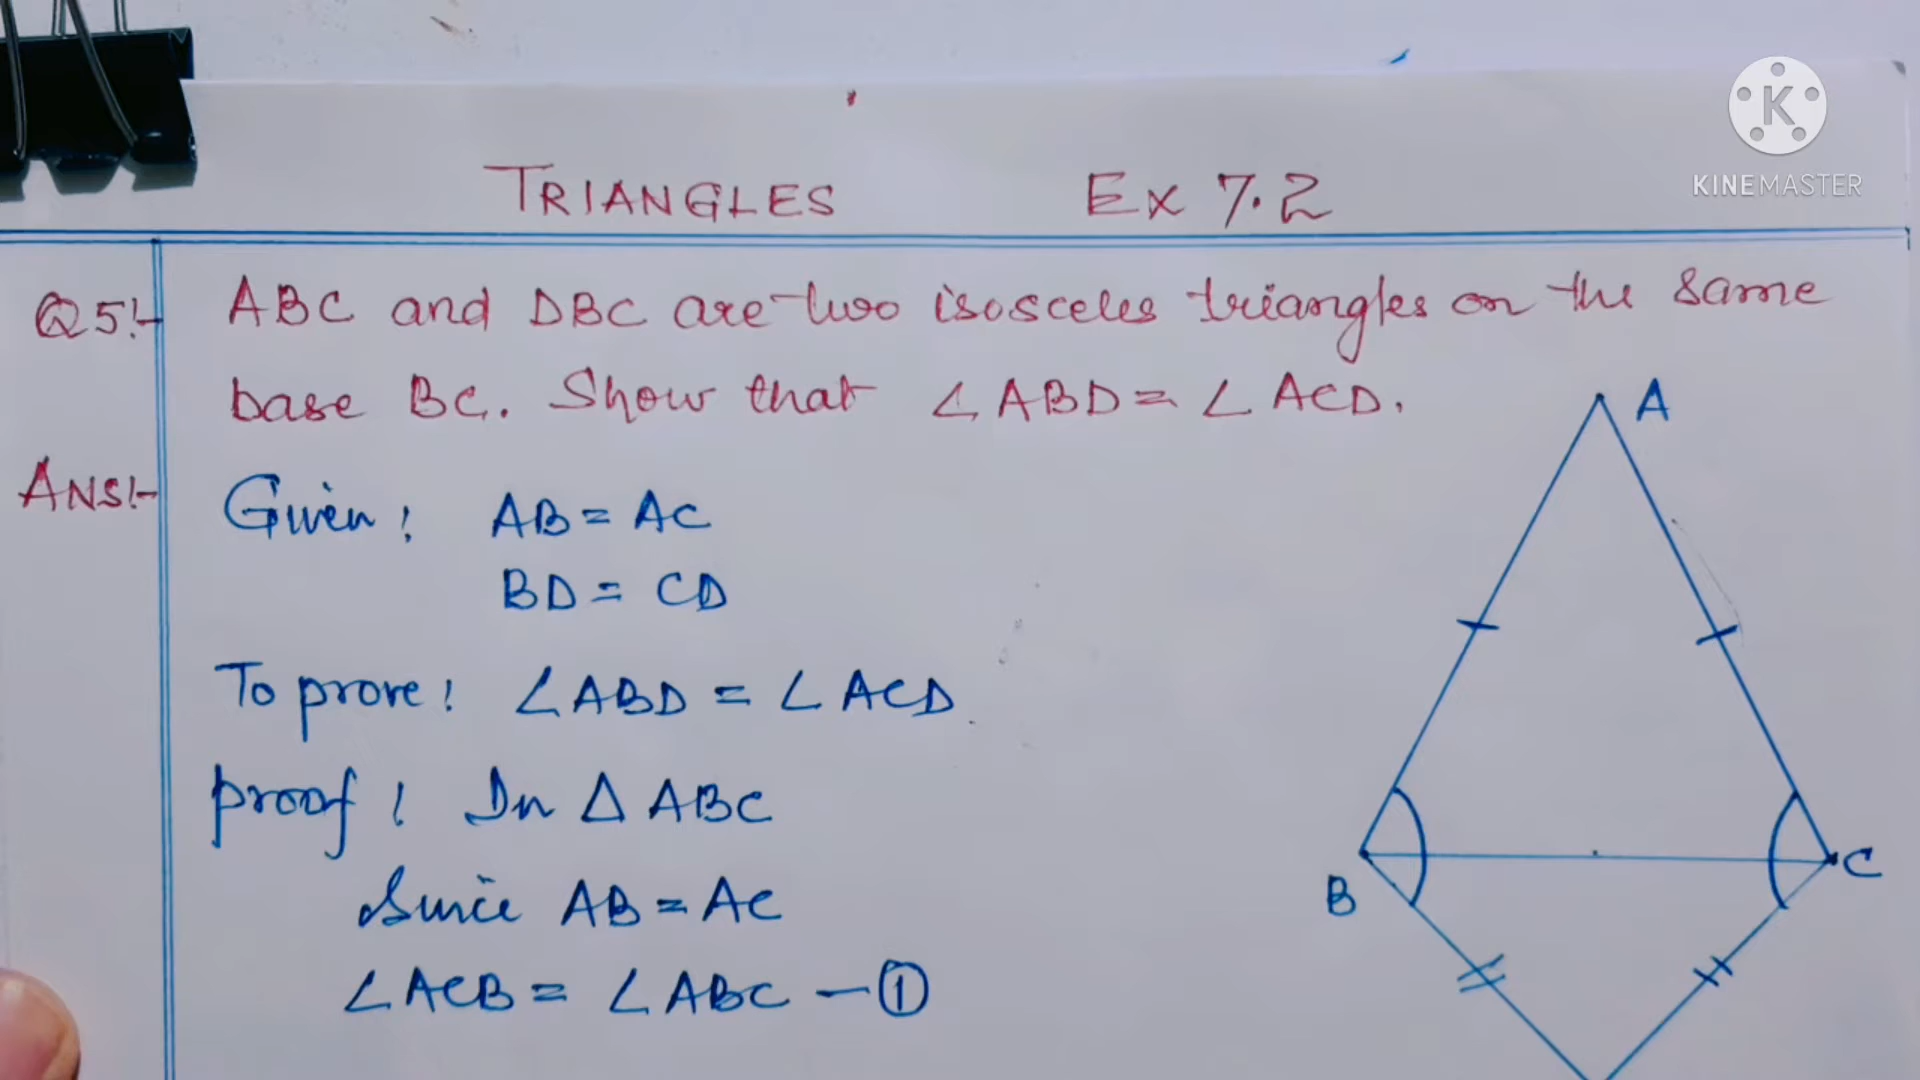 KINEMASTER
TRIANGLES Ex 7.2
Q5:- ABC and DBC are two isosceles triangles on the same
base BC. Show that ∠ABD = ∠ACD.
ANS:- Given: AB = AC
BD = CD
To prove: ∠ABD = ∠ACD
proof: In △ABC
Since AB = AC
∠ACB = ∠ABC — ①
A
B
C